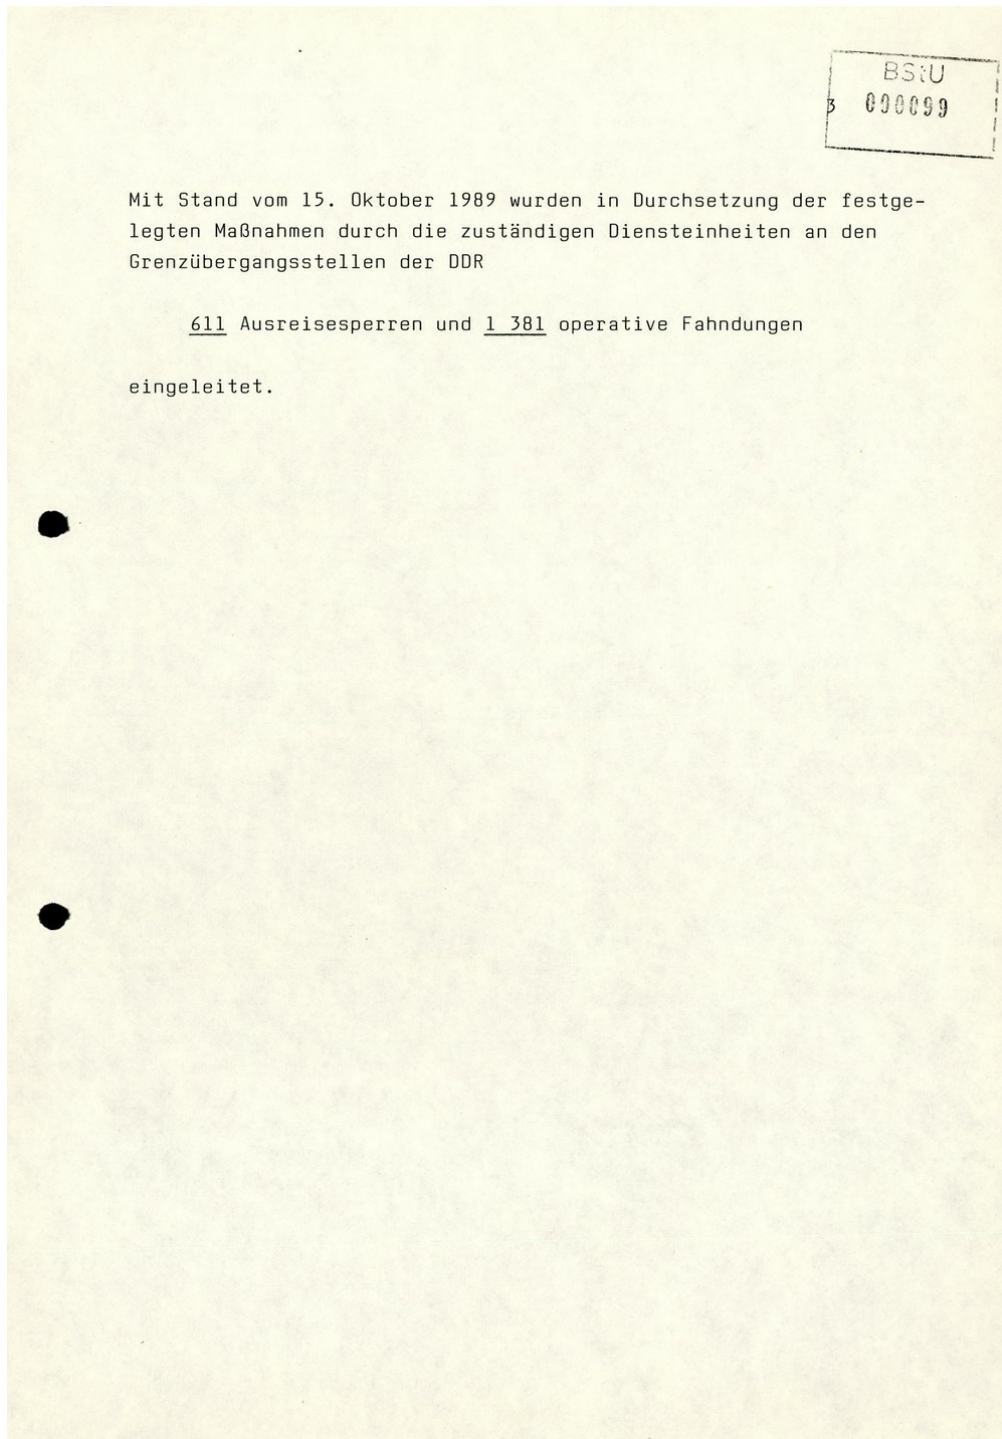 BStU
3
000099
Mit Stand vom 15. Oktober 1989 wurden in Durchsetzung der festge-
legten Maßnahmen durch die zuständigen Diensteinheiten an den
Grenzübergangsstellen der DDR
611 Ausreisesperren und 1 381 operative Fahndungen
eingeleitet.